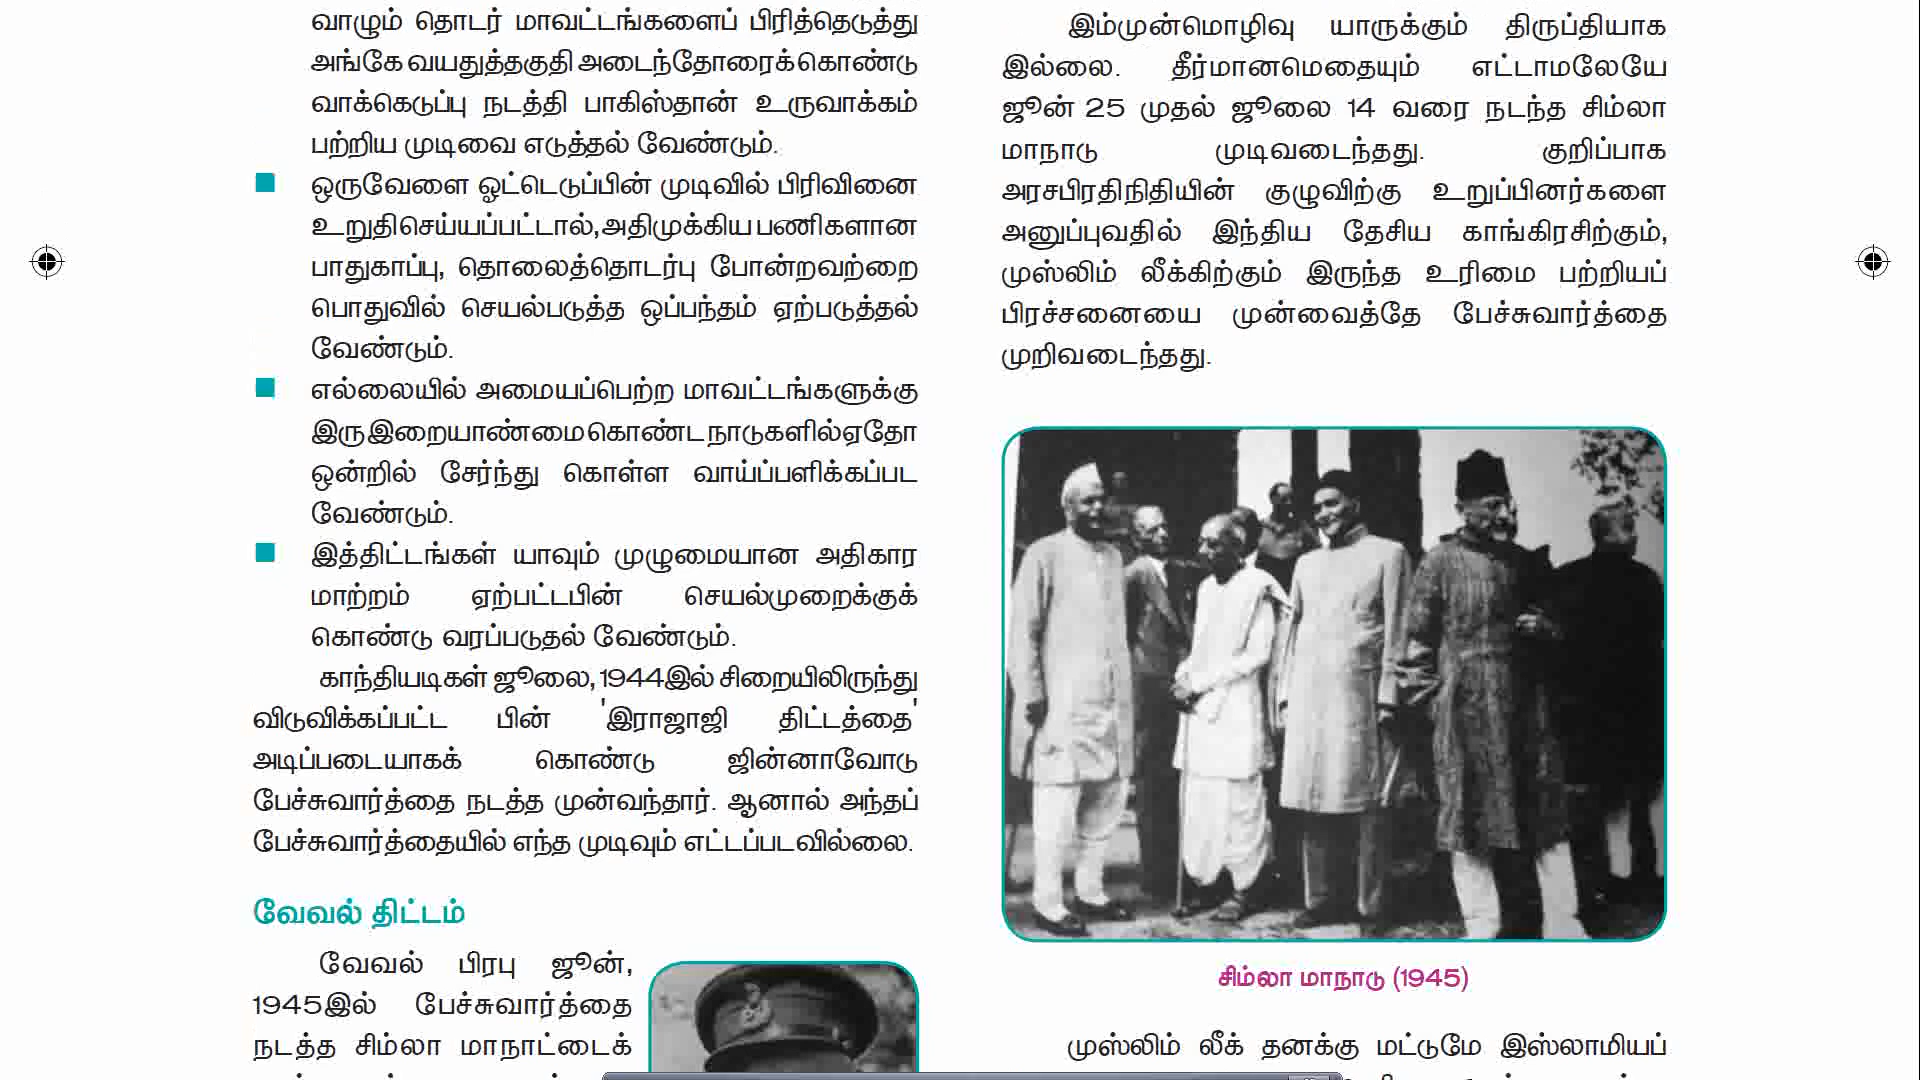 வாழும் தொடர் மாவட்டங்களைப் பிரித்தெடுத்து
அங்கே வயதுத்தகுதி அடைந்தோரைக் கொண்டு
வாக்கெடுப்பு நடத்தி பாகிஸ்தான் உருவாக்கம்
பற்றிய முடிவை எடுத்தல் வேண்டும்.
ஒருவேளை ஓட்டெடுப்பின் முடிவில் பிரிவினை
உறுதி செய்யப்பட்டால், அதிமுக்கிய பணிகளான
பாதுகாப்பு, தொலைத்தொடர்பு போன்றவற்றை
பொதுவில் செயல்படுத்த ஒப்பந்தம் ஏற்படுத்தல்
வேண்டும்.
எல்லையில் அமையப்பெற்ற மாவட்டங்களுக்கு
இரு இறையாண்மை கொண்ட நாடுகளில் ஏதோ
ஒன்றில் சேர்ந்து கொள்ள வாய்ப்பளிக்கப்பட
வேண்டும்.
இத்திட்டங்கள் யாவும் முழுமையான அதிகார
மாற்றம் ஏற்பட்டபின் செயல்முறைக்குக்
கொண்டு வரப்படுதல் வேண்டும்.
காந்தியடிகள் ஜூலை, 1944இல் சிறையிலிருந்து
விடுவிக்கப்பட்ட பின் 'இராஜாஜி திட்டத்தை'
அடிப்படையாகக் கொண்டு ஜின்னாவோடு
பேச்சுவார்த்தை நடத்த முன்வந்தார். ஆனால் அந்தப்
பேச்சுவார்த்தையில் எந்த முடிவும் எட்டப்படவில்லை.
வேவல் திட்டம்
வேவல் பிரபு ஜூன்,
1945இல் பேச்சுவார்த்தை
நடத்த சிம்லா மாநாட்டைக்
இம்முன்மொழிவு யாருக்கும் திருப்தியாக
இல்லை. தீர்மானமெதையும் எட்டாமலேயே
ஜூன் 25 முதல் ஜூலை 14 வரை நடந்த சிம்லா
மாநாடு முடிவடைந்தது. குறிப்பாக
அரசபிரதிநிதியின் குழுவிற்கு உறுப்பினர்களை
அனுப்புவதில் இந்திய தேசிய காங்கிரசிற்கும்,
முஸ்லிம் லீக்கிற்கும் இருந்த உரிமை பற்றியப்
பிரச்சனையை முன்வைத்தே பேச்சுவார்த்தை
முறிவடைந்தது.
சிம்லா மாநாடு (1945)
முஸ்லிம் லீக் தனக்கு மட்டுமே இஸ்லாமியப்